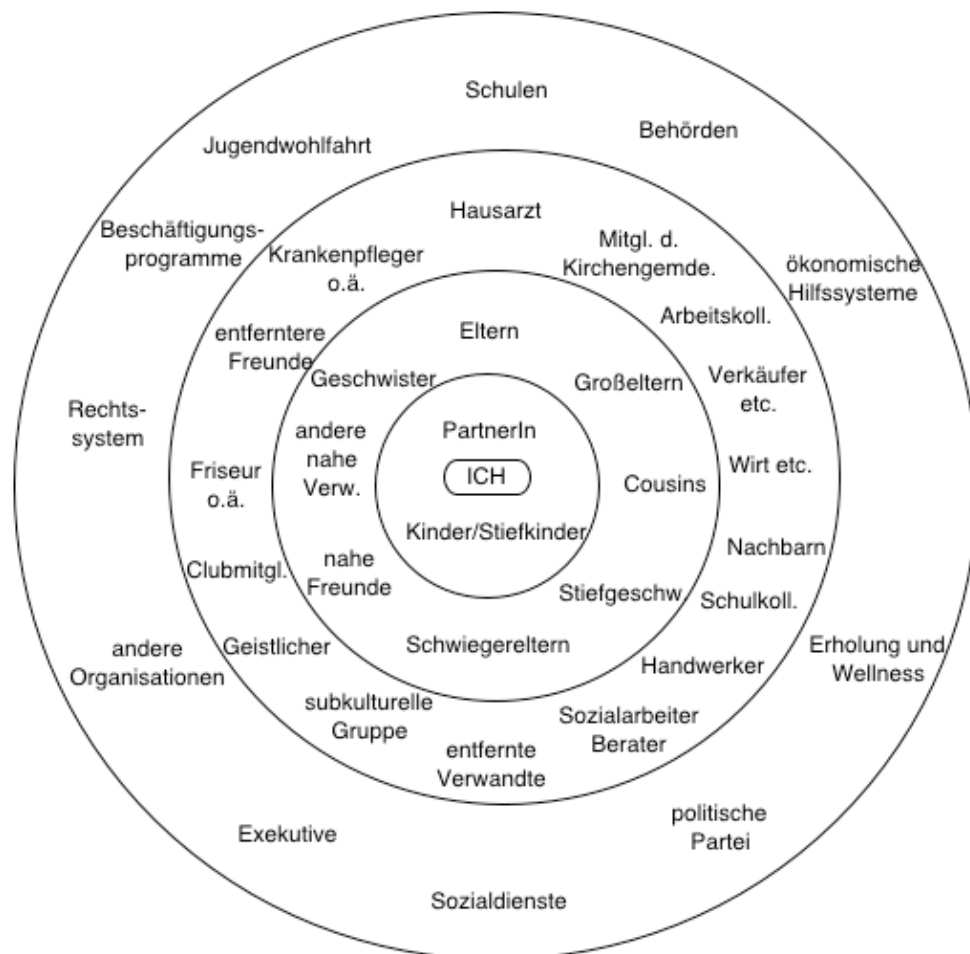 Schulen
Behörden
Jugendwohlfahrt
Hausarzt
Beschäftigungs-
programme
Krankenpfleger
o.ä.
Mitgl. d.
Kirchengemde.
ökonomische
Hilfssysteme
Arbeitskoll.
entferntere
Freunde
Eltern
Geschwister
Großeltern
Verkäufer
etc.
Rechts-
system
andere
nahe
Verw.
PartnerIn
ICH
Friseur
o.ä.
Cousins
Wirt etc.
Kinder/Stiefkinder
Nachbarn
Clubmitgl.
nahe
Freunde
Stiefgeschw.
Schulkoll.
andere
Organisationen
Geistlicher
Schwiegereltern
Handwerker
Erholung und
Wellness
subkulturelle
Gruppe
Sozialarbeiter
Berater
entfernte
Verwandte
Exekutive
politische
Partei
Sozialdienste